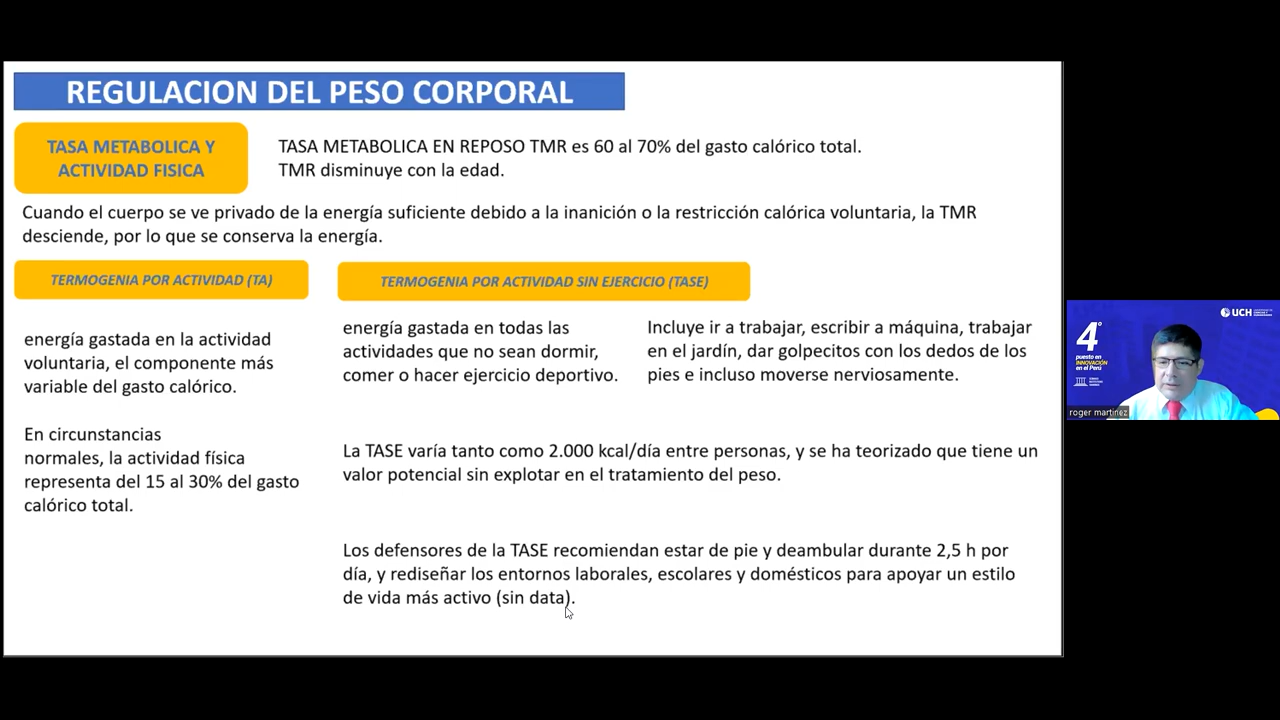 REGULACION DEL PESO CORPORAL
TASA METABOLICA Y
ACTIVIDAD FISICA
TASA METABOLICA EN REPOSO TMR es 60 al 70% del gasto calórico total.
TMR disminuye con la edad.
Cuando el cuerpo se ve privado de la energía suficiente debido a la inanición o la restricción calórica voluntaria, la TMR
desciende, por lo que se conserva la energía.
TERMOGENIA POR ACTIVIDAD (TA)
energía gastada en la actividad
voluntaria, el componente más
variable del gasto calórico.
En circunstancias
normales, la actividad física
representa del 15 al 30% del gasto
calórico total.
TERMOGENIA POR ACTIVIDAD SIN EJERCICIO (TASE)
energía gastada en todas las
actividades que no sean dormir,
comer o hacer ejercicio deportivo.
Incluye ir a trabajar, escribir a máquina, trabajar
en el jardín, dar golpecitos con los dedos de los
pies e incluso moverse nerviosamente.
La TASE varía tanto como 2.000 kcal/día entre personas, y se ha teorizado que tiene un
valor potencial sin explotar en el tratamiento del peso.
Los defensores de la TASE recomiendan estar de pie y deambular durante 2,5 h por
día, y rediseñar los entornos laborales, escolares y domésticos para apoyar un estilo
de vida más activo (sin data).
UCH
4°
puesto en
INNOVACIÓN
en el Perú
roger martinez